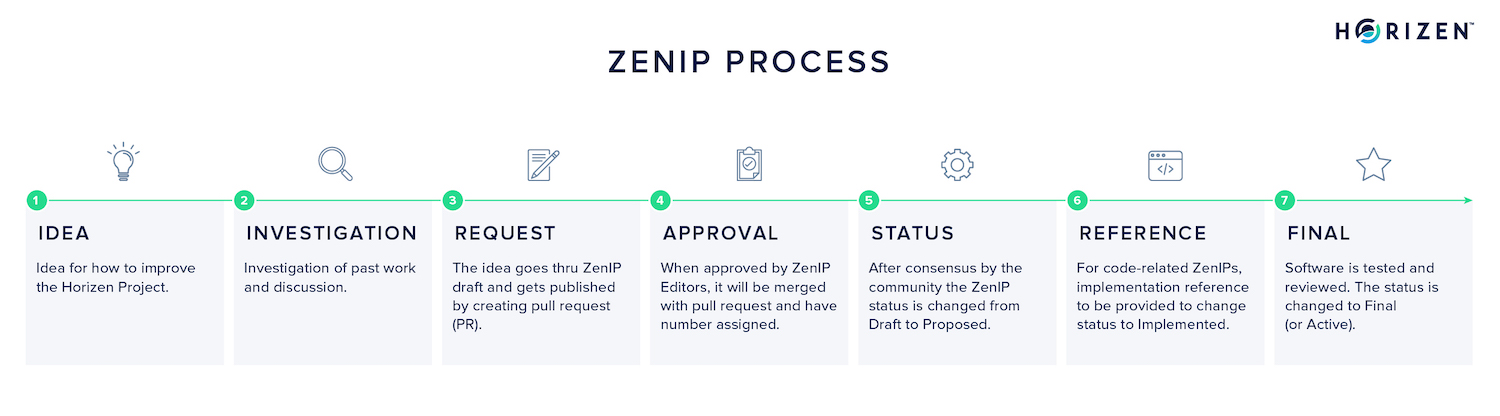 HORIZEN™
ZENIP PROCESS
</>
1
2
3
4
5
6
7
IDEA
Idea for how to improve
the Horizen Project.
INVESTIGATION
Investigation of past work
and discussion.
REQUEST
The idea goes thru ZenIP
draft and gets published
by creating pull request
(PR).
APPROVAL
When approved by ZenIP
Editors, it will be merged
with pull request and have
number assigned.
STATUS
After consensus by the
community the ZenIP
status is changed from
Draft to Proposed.
REFERENCE
For code-related ZenIPs,
implementation reference
to be provided to change
status to Implemented.
FINAL
Software is tested and
reviewed. The status is
changed to Final
(or Active).